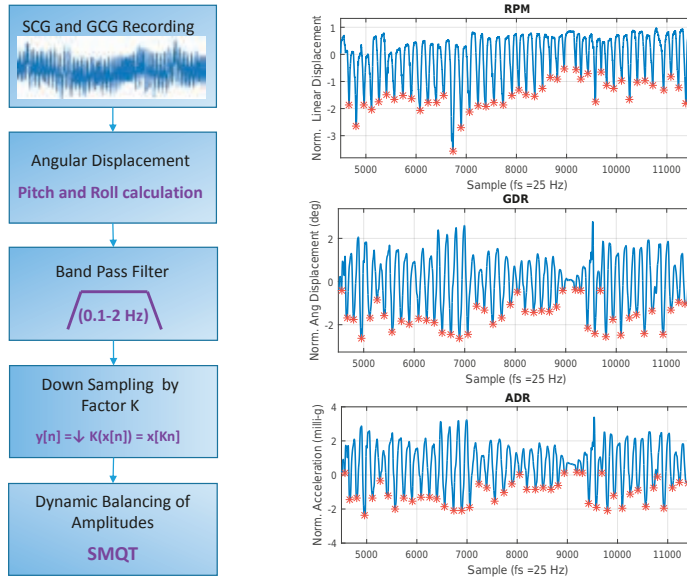 SCG and GCG Recording
Angular Displacement
Pitch and Roll calculation
Band Pass Filter
(0.1-2 Hz)
Down Sampling by
Factor K
y[n] =↓ K(x[n]) = x[Kn]
Dynamic Balancing of
Amplitudes
SMQT
RPM
Norm. Linear Displacement
1
0
-1
-2
-3
5000 6000 7000 8000 9000 10000 11000
Sample (fs =25 Hz)
GDR
Norm. Ang Displacement (deg)
2
0
-2
5000 6000 7000 8000 9000 10000 11000
Sample (fs =25 Hz)
ADR
Norm. Acceleration (milli-g)
4
2
0
-2
-4
5000 6000 7000 8000 9000 10000 11000
Sample (fs =25 Hz)